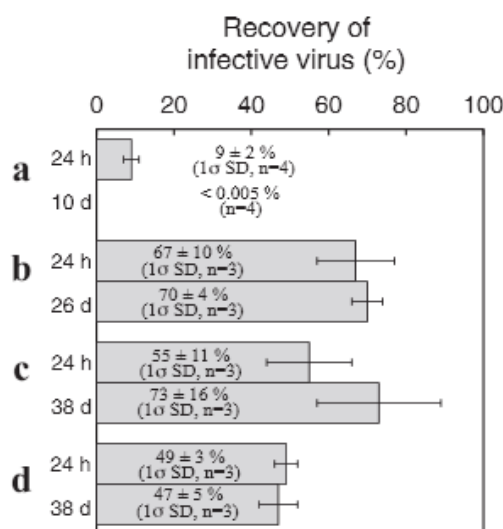 Recovery of
infective virus (%)
0 20 40 60 80 100
a
24 h
9 ± 2 %
(1σ SD, n=4)
10 d
< 0.005 %
(n=4)
b
24 h
67 ± 10 %
(1σ SD, n=3)
26 d
70 ± 4 %
(1σ SD, n=3)
c
24 h
55 ± 11 %
(1σ SD, n=3)
38 d
73 ± 16 %
(1σ SD, n=3)
d
24 h
49 ± 3 %
(1σ SD, n=3)
38 d
47 ± 5 %
(1σ SD, n=3)